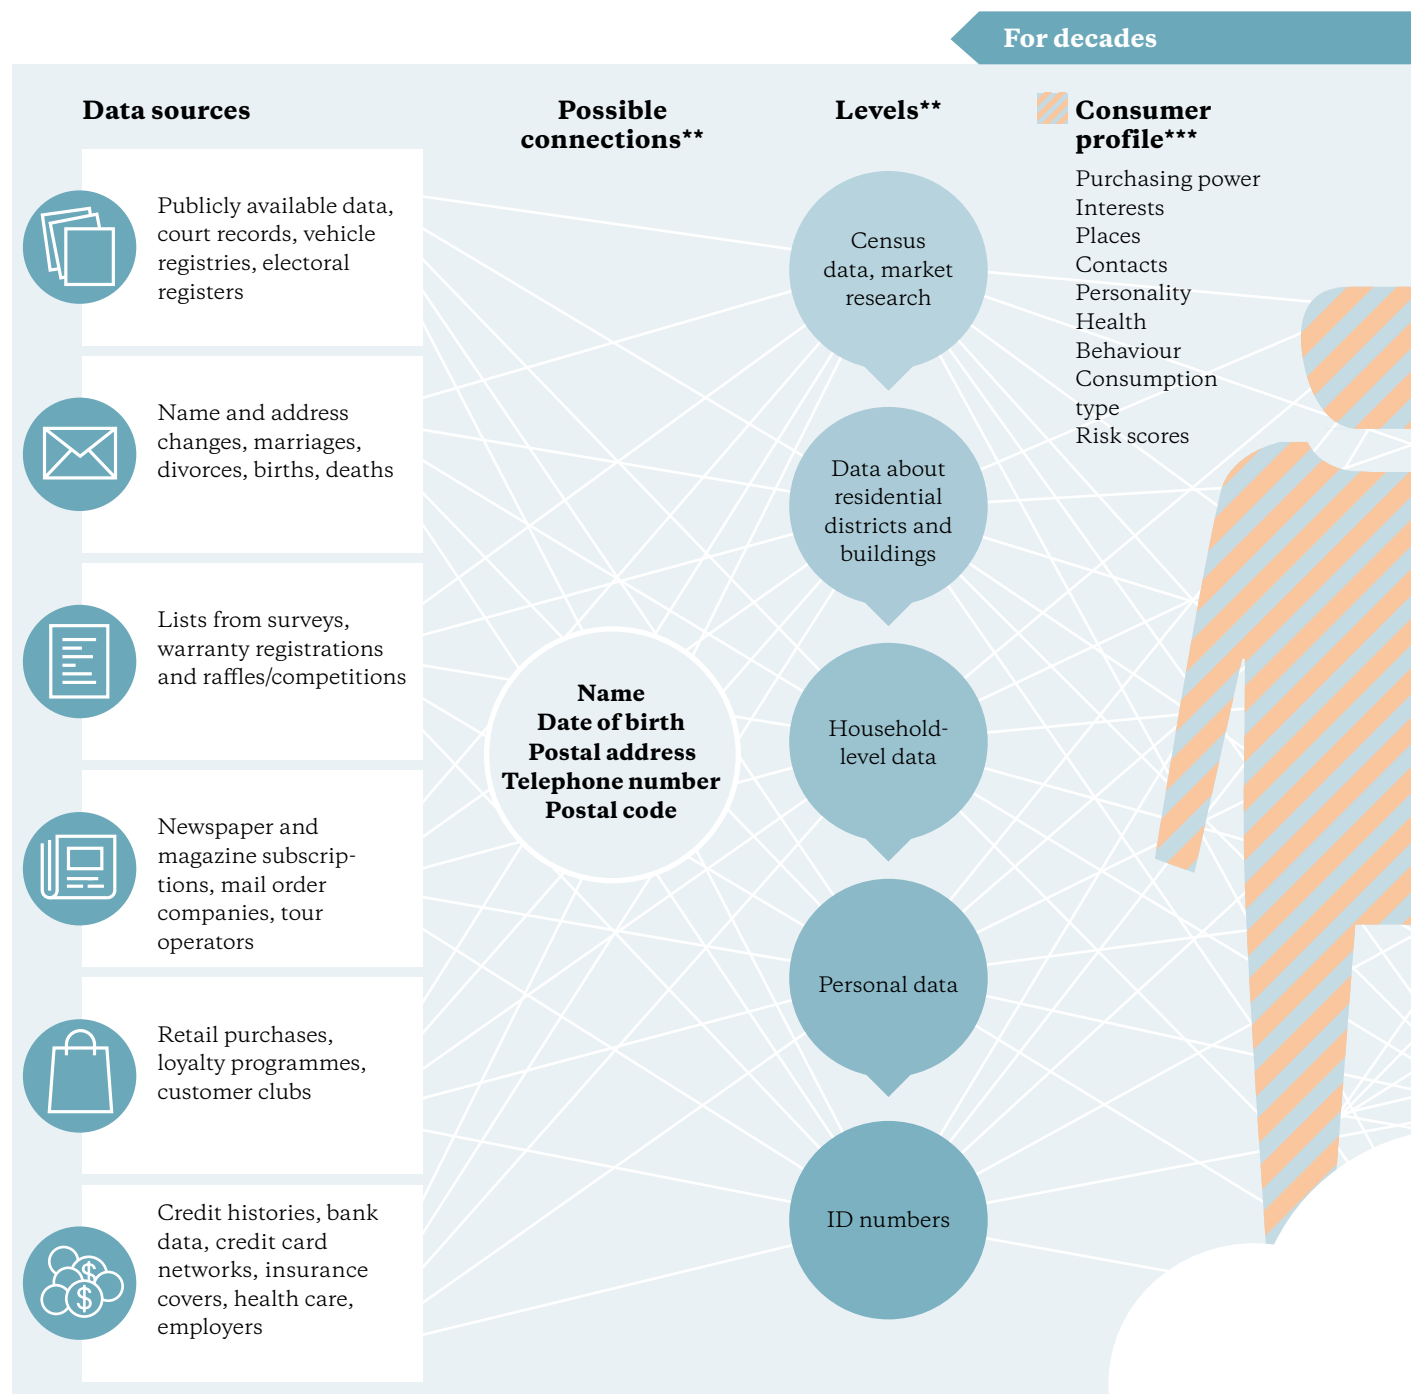 For decades
Data sources
Publicly available data,
court records, vehicle
registries, electoral
registers
Name and address
changes, marriages,
divorces, births, deaths
Lists from surveys,
warranty registrations
and raffles/competitions
Newspaper and
magazine subscrip-
tions, mail order
companies, tour
operators
Retail purchases,
loyalty programmes,
customer clubs
$
$
Credit histories, bank
data, credit card
networks, insurance
covers, health care,
employers
Possible
connections**
Name
Date of birth
Postal address
Telephone number
Postal code
Levels**
Census
data, market
research
Data about
residential
districts and
buildings
Household-
level data
Personal data
ID numbers
Consumer
profile***
Purchasing power
Interests
Places
Contacts
Personality
Health
Behaviour
Consumption
type
Risk scores